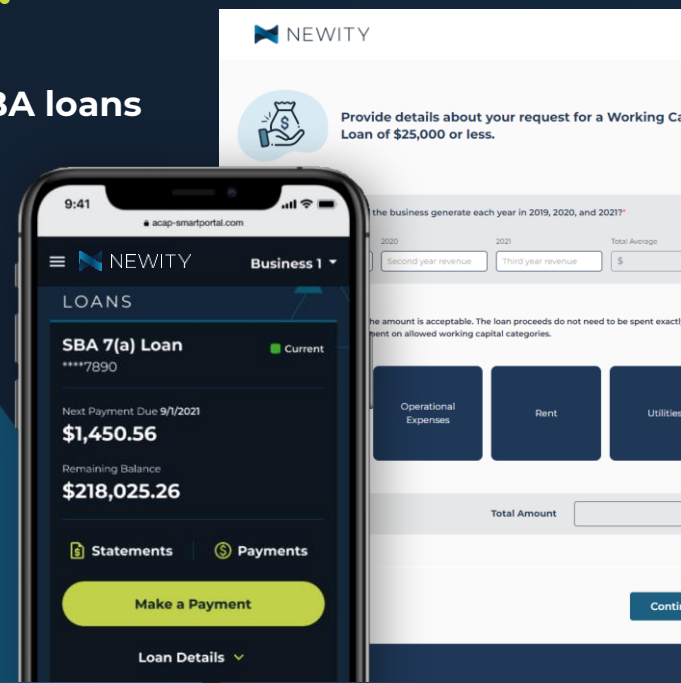 BA loans
NEWITY
Provide details about your request for a Working Ca
Loan of $25,000 or less.
the business generate each year in 2019, 2020, and 2021?*
2020
2021
Total Average
Second year revenue
Third year revenue
$
he amount is acceptable. The loan proceeds do not need to be spent exactly
ent on allowed working capital categories.
Operational
Expenses
Rent
Utilities
Total Amount
Contin
9:41
acap-smartportal.com
NEWITY
Business 1
LOANS
SBA 7(a) Loan
Current
****7890
Next Payment Due 9/1/2021
$1,450.56
Remaining Balance
$218,025.26
Statements
Payments
Make a Payment
Loan Details